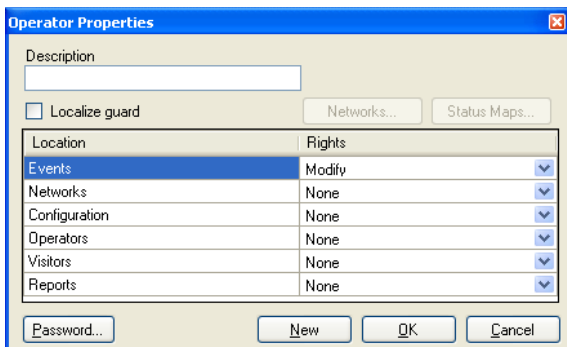 Operator Properties
Description
Localize guard
Networks... Status Maps...
Location Rights
Events Modify
Networks None
Configuration None
Operators None
Visitors None
Reports None
Password... New OK Cancel